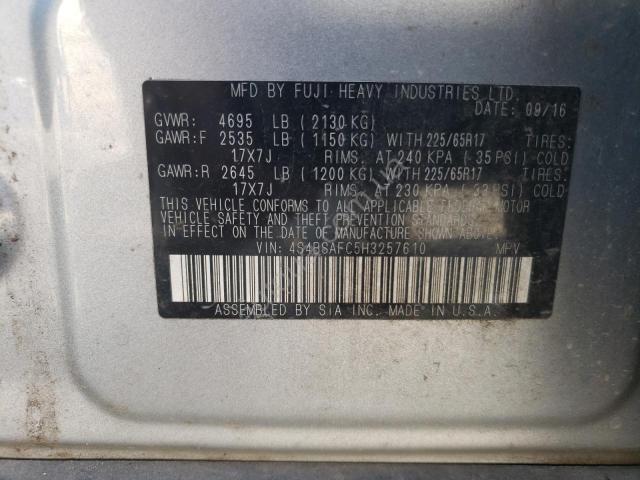 MFD BY FUJI HEAVY INDUSTRIES LTD.
DATE: 09/16
GVWR: 4695 LB (2130 KG)
GAWR:F 2535 LB (1150 KG) WITH 225/65R17 TIRES:
17X7J RIMS. AT 240 KPA (35 PSI) COLD
GAWR:R 2645 LB (1200 KG) WITH 225/65R17 TIRES:
17X7J RIMS. AT 230 KPA (33 PSI) COLD
THIS VEHICLE CONFORMS TO ALL APPLICABLE FEDERAL MOTOR
VEHICLE SAFETY AND THEFT PREVENTION STANDARDS IN
EFFECT ON THE DATE OF MANUFACTURE SHOWN ABOVE.
VIN: 4S4BSAFC5H3257610 MPV
ASSEMBLED BY SIA INC. MADE IN U.S.A.